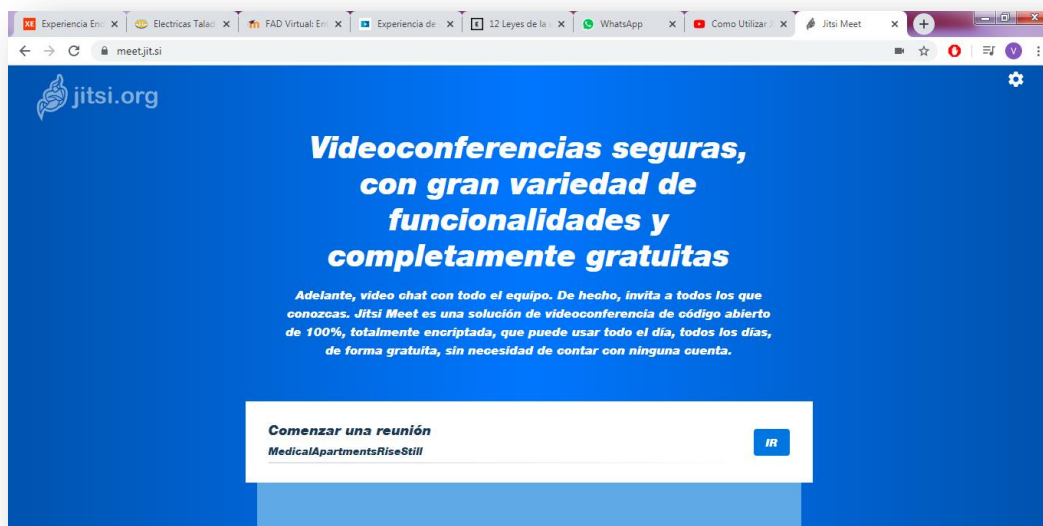 XE Experiencia En
Electricas Talad
m FAD Virtual: En
Experiencia de
E 12 Leyes de la
WhatsApp
Como Utilizar
Jitsi Meet
meet.jit.si
V
jitsi.org
Videoconferencias seguras,
con gran variedad de
funcionalidades y
completamente gratuitas
Adelante, video chat con todo el equipo. De hecho, invita a todos los que
conozcas. Jitsi Meet es una solución de videoconferencia de código abierto
de 100%, totalmente encriptada, que puede usar todo el día, todos los días,
de forma gratuita, sin necesidad de contar con ninguna cuenta.
Comenzar una reunión
MedicalApartmentsRiseStill
IR